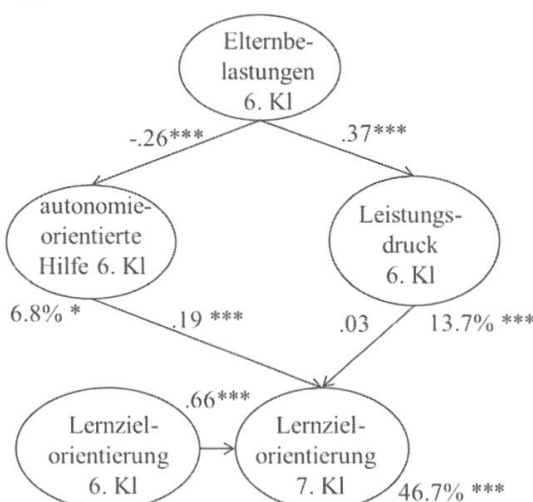 Elternbe-
lastungen
6. Kl
-.26***
.37***
autonomie-
orientierte
Hilfe 6. Kl
Leistungs-
druck
6. Kl
6.8% *
.19 ***
.03
13.7% ***
.66***
Lernziel-
orientierung
6. Kl
Lernziel-
orientierung
7. Kl
46.7% ***